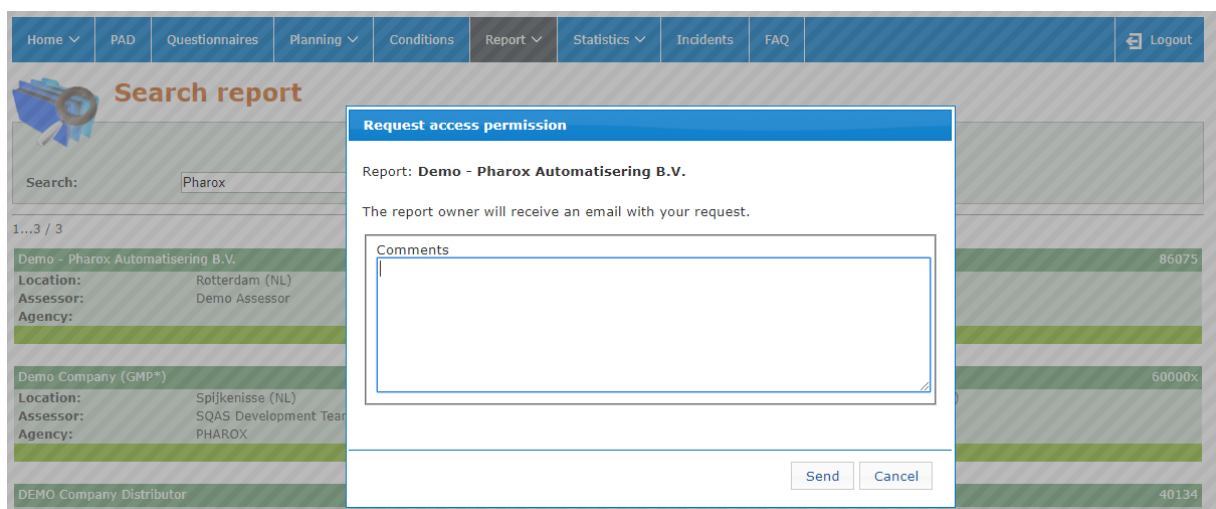 Home PAD Questionnaires Planning Conditions Report Statistics Incidents FAQ Logout
Search report
Request access permission
Report: Demo - Pharox Automatisering B.V.
Search: Pharox
The report owner will receive an email with your request.
1...3 / 3
Comments
Demo - Pharox Automatisering B.V. 86075
Location: Rotterdam (NL)
Assessor: Demo Assessor
Agency:
Demo Company (GMP*) 60000x
Location: Spijkenisse (NL)
Assessor: SQAS Development Tear
Agency: PHAROX
Send Cancel
DEMO Company Distributor 40134